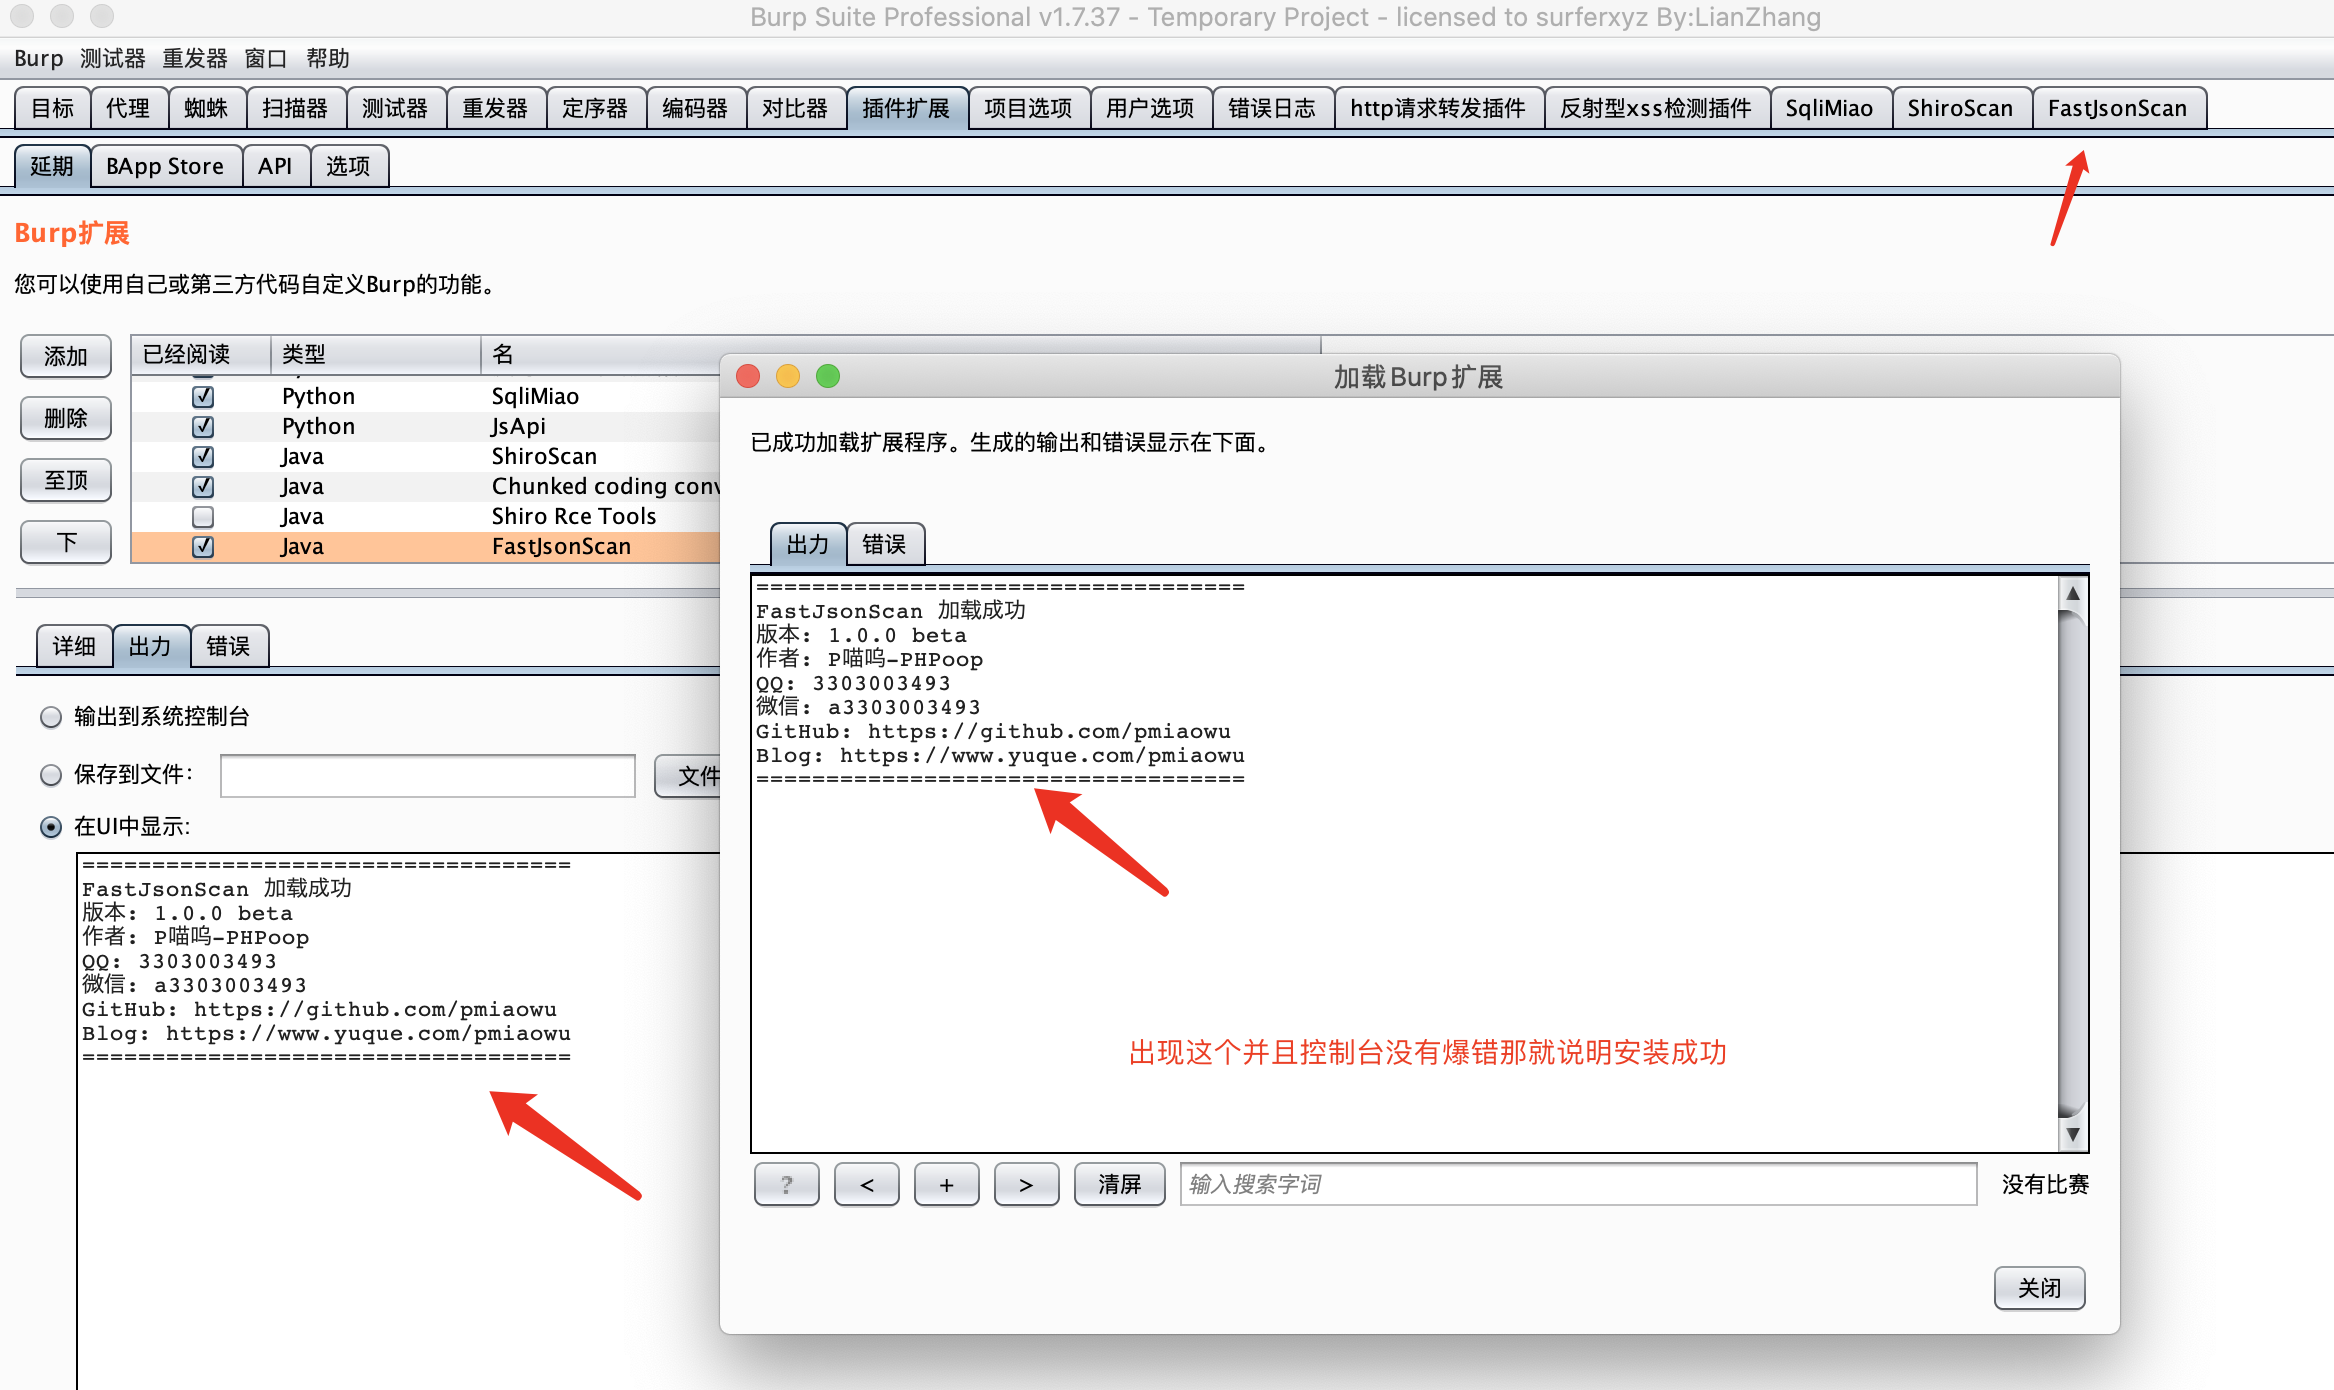 Burp Suite Professional v1.7.37 - Temporary Project - licensed to surferxyz By:LianZhang
Burp 测试器 重发器 窗口 帮助
目标 代理 蜘蛛 扫描器 测试器 重发器 定序器 编码器 对比器 插件扩展 项目选项 用户选项 错误日志 http请求转发插件 反射型xss检测插件 SqliMiao ShiroScan FastJsonScan
延期 BApp Store API 选项
Burp扩展
您可以使用自己或第三方代码自定义Burp的功能。
添加
删除
至顶
下
已经阅读 类型 名
Python SqliMiao
Python JsApi
Java ShiroScan
Java Chunked coding conv
Java Shiro Rce Tools
Java FastJsonScan
详细 出力 错误
输出到系统控制台
保存到文件:
文件
在UI中显示:
===================================
FastJsonScan 加载成功
版本: 1.0.0 beta
作者: P喵呜-PHPoop
QQ: 3303003493
微信: a3303003493
GitHub: https://github.com/pmiaowu
Blog: https://www.yuque.com/pmiaowu
===================================
加载Burp扩展
已成功加载扩展程序。生成的输出和错误显示在下面。
出力 错误
===================================
FastJsonScan 加载成功
版本: 1.0.0 beta
作者: P喵呜-PHPoop
QQ: 3303003493
微信: a3303003493
GitHub: https://github.com/pmiaowu
Blog: https://www.yuque.com/pmiaowu
===================================
出现这个并且控制台没有爆错那就说明安装成功
? < + > 清屏 输入搜索字词 没有比赛
关闭